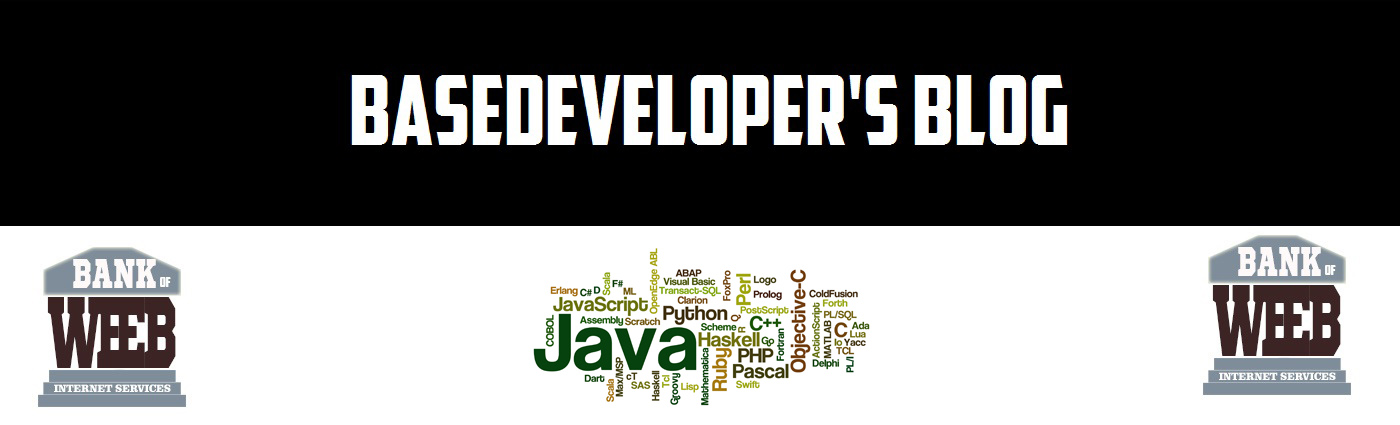 BASEDEVELOPER'S BLOG
BANK OF
WEEB
INTERNET SERVICES
OpenEdge ABL
Scala
ABAP
FoxPro
Perl
Logo
Objective-C
F#
Visual Basic
Erlang
C#
D
ML
Transact-SQL
Prolog
ColdFusion
JavaScript
Clarion
PostScript
Forth
Python
Q
PL/SQL
COBOL
Assembly
Scratch
Scheme
R
C++
ActionScript
MATLAB
C
Ada
Java
Haskell
Go
Fortran
Lua
Io
Yacc
PHP
TCL
Ruby
Mathematica
Pascal
Delphi
PL/I
Dart
Scala
Max/MSP
cT
SAS
Haskell
Tcl
Groovy
Lisp
Swift
BANK OF
WEEB
INTERNET SERVICES